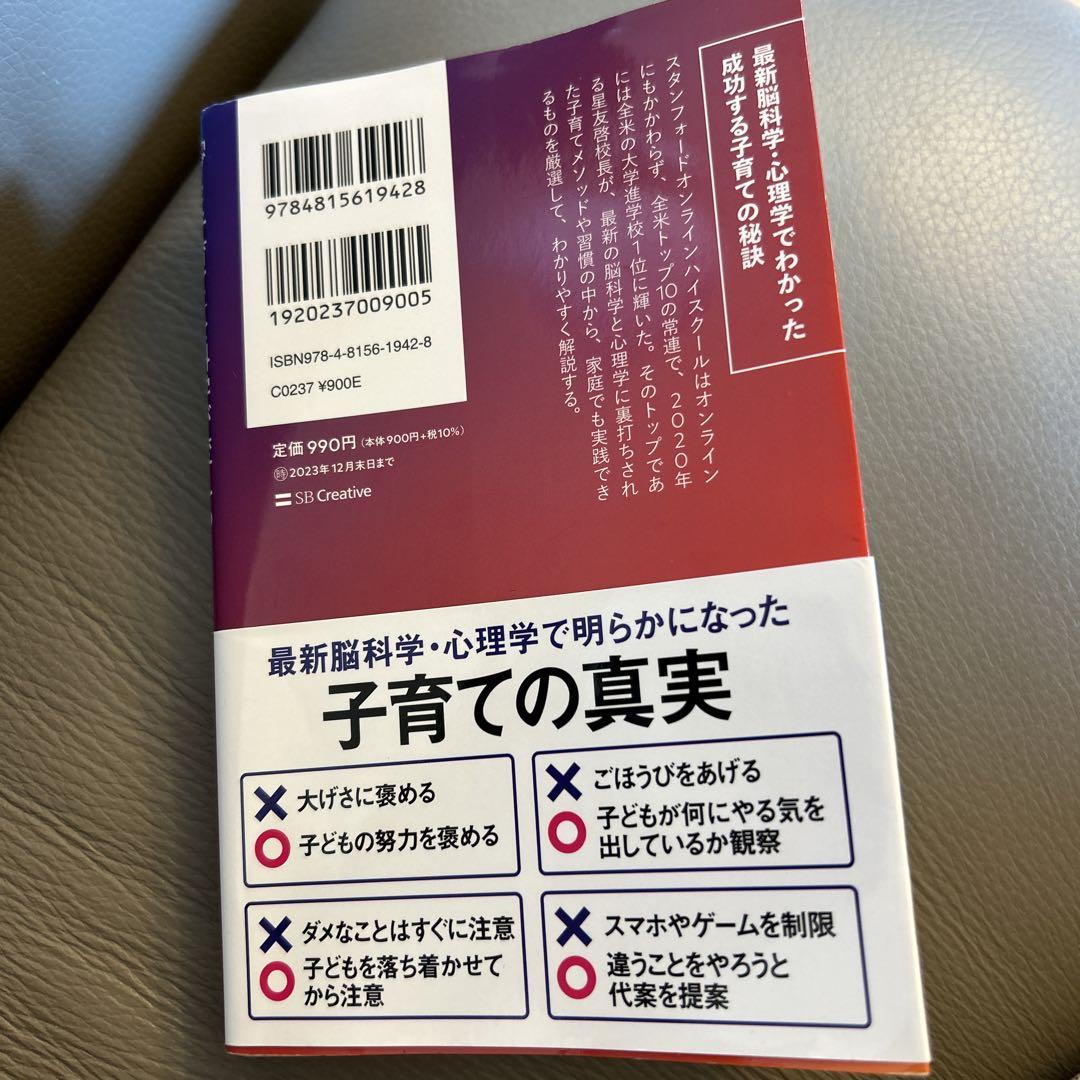 最新脳科学・心理学でわかった
成功する子育ての秘訣
スタンフォードオンラインハイスクールはオンライン
にもかかわらず、全米トップ10の常連で、2020年
には全米の大学進学校1位に輝いた。そのトップであ
る星友啓校長が、最新の脳科学と心理学に裏打ちされ
た子育てメソッドや習慣の中から、家庭でも実践でき
るものを厳選して、わかりやすく解説する。
9784815619428
1920237009005
ISBN978-4-8156-1942-8
C0237 ¥900E
定価 990円(本体900円+税10%)
時 2023年12月末日まで
SB Creative
最新脳科学・心理学で明らかになった
子育ての真実
× 大げさに褒める
○ 子どもの努力を褒める
× ごほうびをあげる
○ 子どもが何にやる気を
出しているか観察
× ダメなことはすぐに注意
○ 子どもを落ち着かせて
から注意
× スマホやゲームを制限
○ 違うことをやろうと
代案を提案